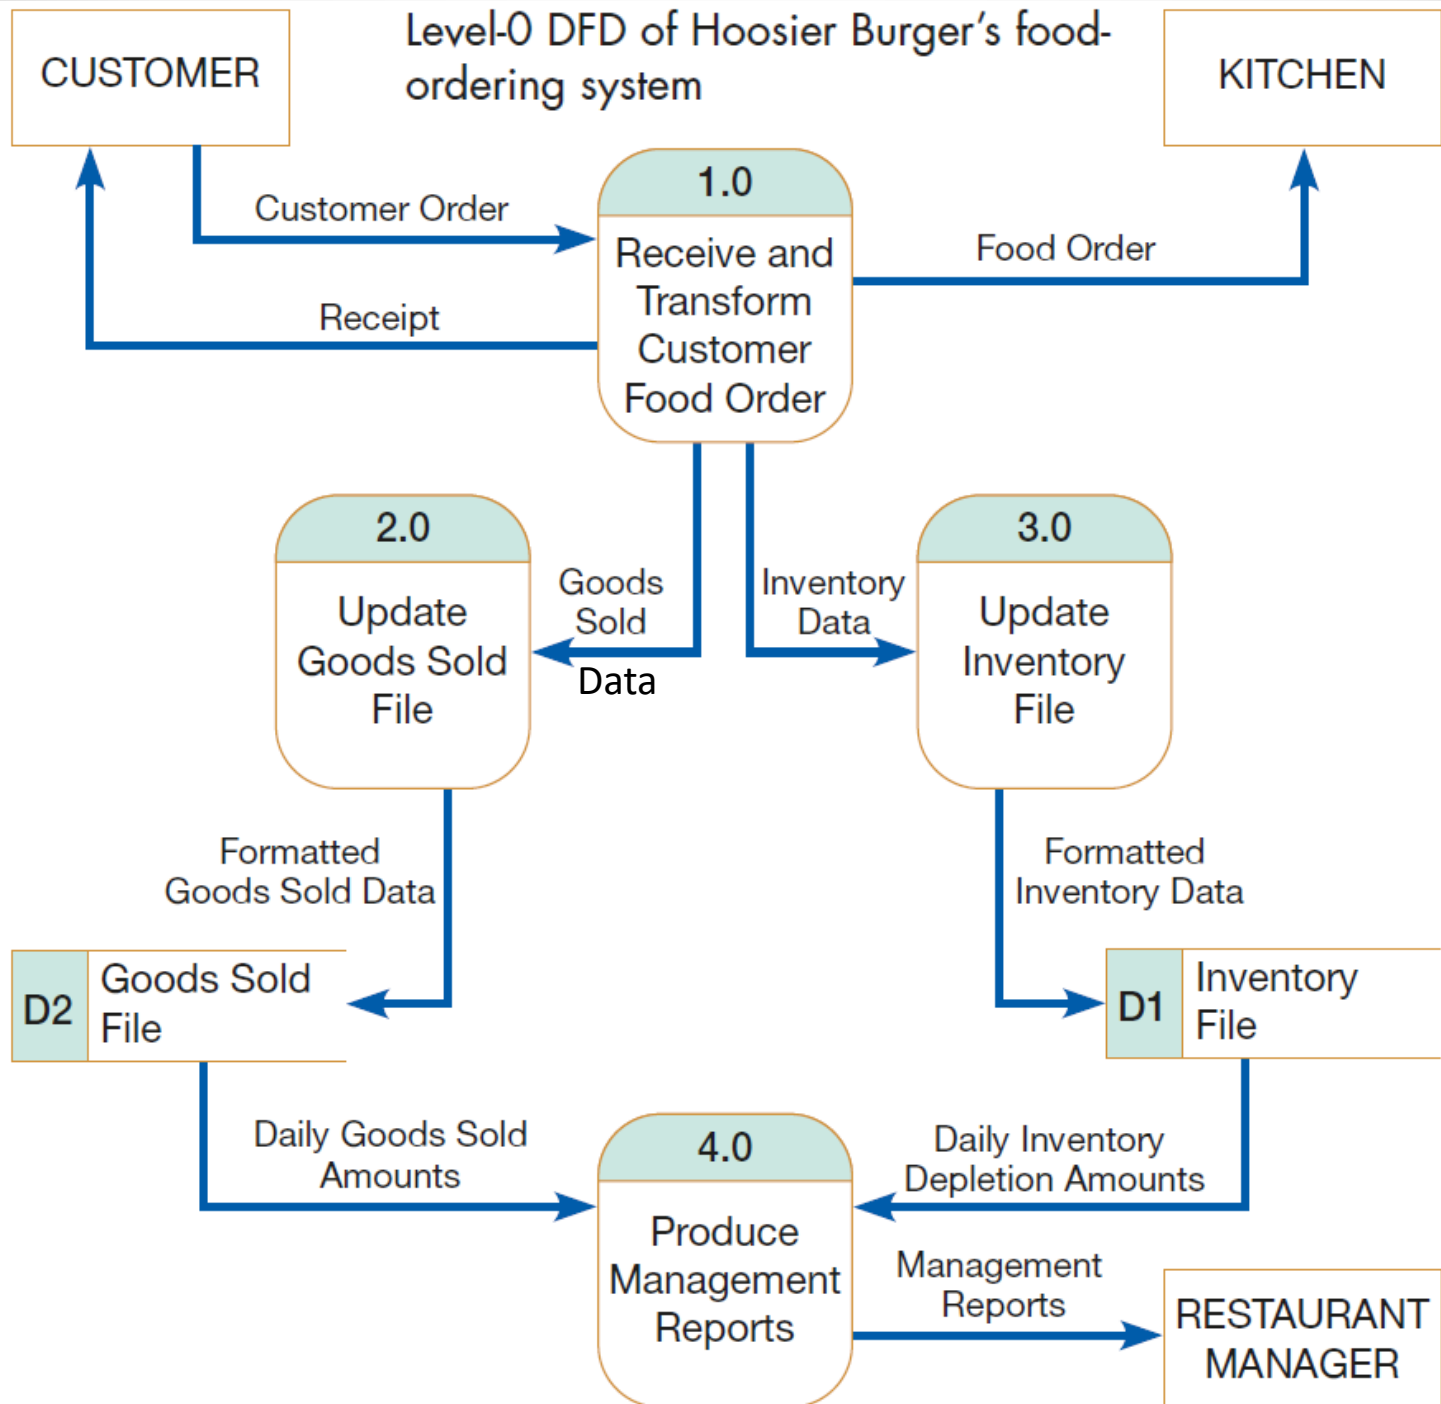 CUSTOMER
Level-0 DFD of Hoosier Burger’s food-
ordering system
KITCHEN
1.0
Receive and
Transform
Customer
Food Order
Customer Order
Receipt
Food Order
2.0
Update
Goods Sold
File
Goods
Sold
Data
Inventory
Data
3.0
Update
Inventory
File
Formatted
Goods Sold Data
Formatted
Inventory Data
D2
Goods Sold
File
D1
Inventory
File
Daily Goods Sold
Amounts
4.0
Produce
Management
Reports
Daily Inventory
Depletion Amounts
Management
Reports
RESTAURANT
MANAGER